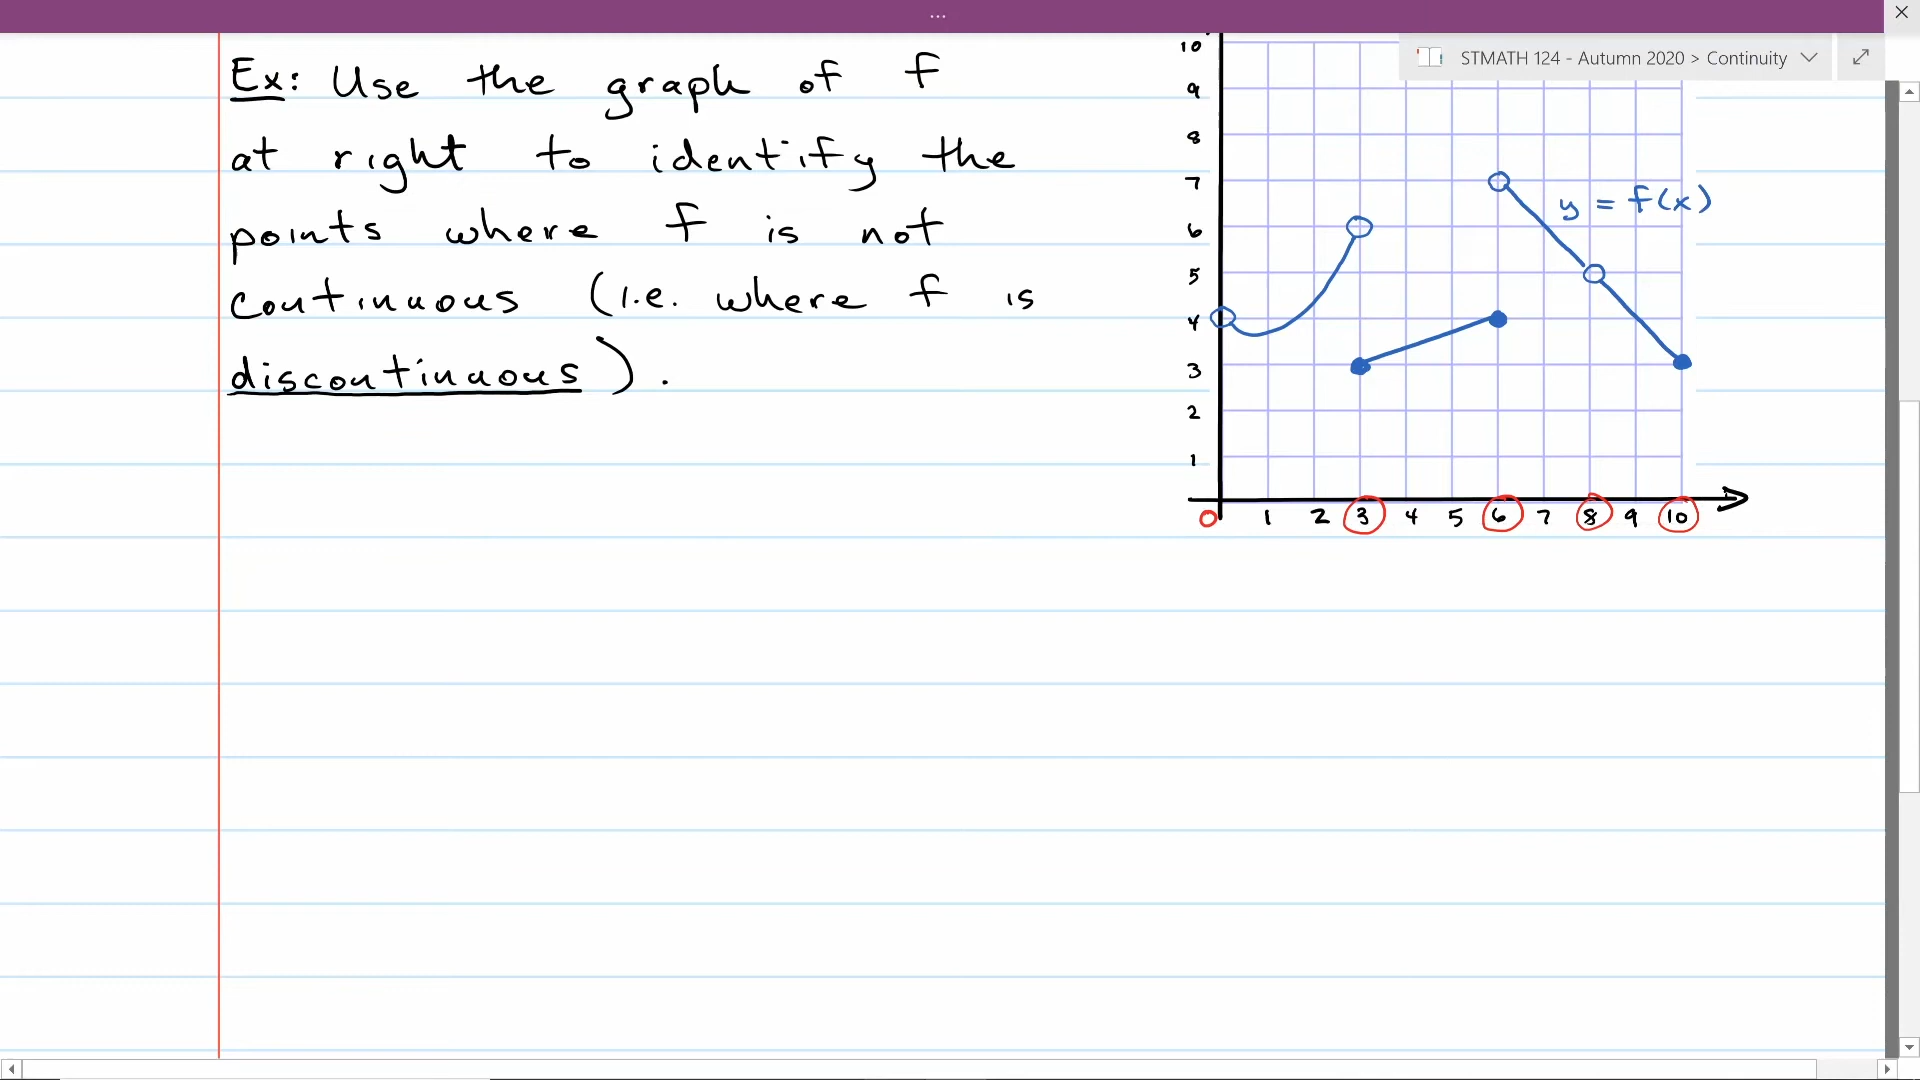 ...
STMATH 124 - Autumn 2020 > Continuity
Ex: Use the graph of f
at right to identify the
points where f is not
continuous (i.e. where f is
discontinuous).
10
9
8
7
6
5
4
3
2
1
y = f(x)
0 1 2 3 4 5 6 7 8 9 10